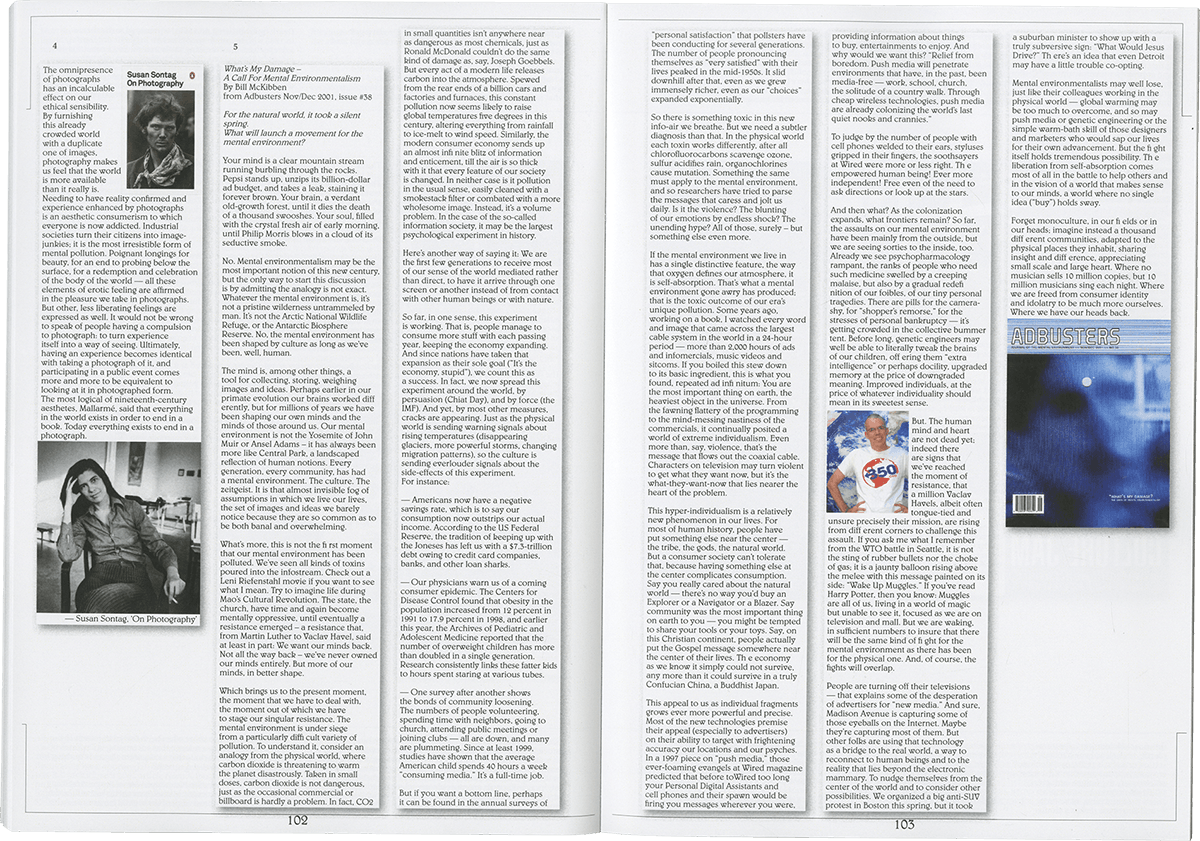 4
The omnipresence
of photographs
has an incalculable
effect on our
ethical sensibility.
By furnishing
this already
crowded world
with a duplicate
one of images,
photography makes
us feel that the world
is more available
than it really is.
Susan Sontag
On Photography
Needing to have reality confirmed and
experience enhanced by photographs
is an aesthetic consumerism to which
everyone is now addicted. Industrial
societies turn their citizens into image-
junkies; it is the most irresistible form of
mental pollution. Poignant longings for
beauty, for an end to probing below the
surface, for a redemption and celebration
of the body of the world — all these
elements of erotic feeling are affirmed
in the pleasure we take in photographs.
But other, less liberating feelings are
expressed as well. It would not be wrong
to speak of people having a compulsion
to photograph: to turn experience
itself into a way of seeing. Ultimately,
having an experience becomes identical
with taking a photograph of it, and
participating in a public event comes
more and more to be equivalent to
looking at it in photographed form.
The most logical of nineteenth-century
aesthetes, Mallarmé, said that everything
in the world exists in order to end in a
book. Today everything exists to end in a
photograph.
— Susan Sontag, 'On Photography'
5
What's My Damage –
A Call For Mental Environmentalism
By Bill McKibben
from Adbusters Nov/Dec 2001, issue #38
For the natural world, it took a silent
spring.
What will launch a movement for the
mental environment?
Your mind is a clear mountain stream
running burbling through the rocks.
Pepsi stands up, unzips its billion-dollar
ad budget, and takes a leak, staining it
forever brown. Your brain, a verdant
old-growth forest, until it dies the death
of a thousand swooshes. Your soul, filled
with the crystal fresh air of early morning,
until Philip Morris blows in a cloud of its
seductive smoke.
No. Mental environmentalism may be the
most important notion of this new century,
but the only way to start this discussion
is by admitting the analogy is not exact.
Whatever the mental environment is, it's
not a pristine wilderness untrammeled by
man. It's not the Arctic National Wildlife
Refuge, or the Antarctic Biosphere
Reserve. No, the mental environment has
been shaped by culture as long as we've
been, well, human.
The mind is, among other things, a
tool for collecting, storing, weighing
images and ideas. Perhaps earlier in our
primate evolution our brains worked diff
erently, but for millions of years we have
been shaping our own minds and the
minds of those around us. Our mental
environment is not the Yosemite of John
Muir or Ansel Adams – it has always been
more like Central Park, a landscaped
reflection of human notions. Every
generation, every community, has had
a mental environment. The culture. The
zeitgeist. It is that almost invisible fog of
assumptions in which we live our lives,
the set of images and ideas we barely
notice because they are so common as to
be both banal and overwhelming.
What's more, this is not the fi rst moment
that our mental environment has been
polluted. We've seen all kinds of toxins
poured into the infostream. Check out a
Leni Riefenstahl movie if you want to see
what I mean. Try to imagine life during
Mao's Cultural Revolution. The state, the
church, have time and again become
mentally oppressive, until eventually a
resistance emerged – a resistance that,
from Martin Luther to Vaclav Havel, said
at least in part: We want our minds back.
Not all the way back – we've never owned
our minds entirely. But more of our
minds, in better shape.
Which brings us to the present moment,
the moment that we have to deal with,
the moment out of which we have
to stage our singular resistance. The
mental environment is under siege
from a particularly diffi cult variety of
pollution. To understand it, consider an
analogy from the physical world, where
carbon dioxide is threatening to warm
the planet disastrously. Taken in small
doses, carbon dioxide is not dangerous,
just as the occasional commercial or
billboard is hardly a problem. In fact, CO2
in small quantities isn't anywhere near
as dangerous as most chemicals, just as
Ronald McDonald couldn't do the same
kind of damage as, say, Joseph Goebbels.
But every act of a modern life releases
carbon into the atmosphere. Spewed
from the rear ends of a billion cars and
factories and furnaces, this constant
pollution now seems likely to raise
global temperatures five degrees in this
century, altering everything from rainfall
to ice-melt to wind speed. Similarly, the
modern consumer economy sends up
an almost infi nite blitz of information
and enticement, till the air is so thick
with it that every feature of our society
is changed. In neither case is it pollution
in the usual sense, easily cleaned with a
smokestack filter or combated with a more
wholesome image. Instead, it's a volume
problem. In the case of the so-called
information society, it may be the largest
psychological experiment in history.
Here's another way of saying it: We are
the first few generations to receive most
of our sense of the world mediated rather
than direct, to have it arrive through one
screen or another instead of from contact
with other human beings or with nature.
So far, in one sense, this experiment
is working. That is, people manage to
consume more stuff with each passing
year, keeping the economy expanding.
And since nations have taken that
expansion as their sole goal ("It's the
economy, stupid"), we count this as
a success. In fact, we now spread this
experiment around the world, by
persuasion (Chiat Day), and by force (the
IMF). And yet, by most other measures,
cracks are appearing. Just as the physical
world is sending warning signals about
rising temperatures (disappearing
glaciers, more powerful storms, changing
migration patterns), so the culture is
sending everlouder signals about the
side-effects of this experiment.
For instance:
— Americans now have a negative
savings rate, which is to say our
consumption now outstrips our actual
income. According to the US Federal
Reserve, the tradition of keeping up with
the Joneses has left us with a $7.3-trillion
debt owing to credit card companies,
banks, and other loan sharks.
— Our physicians warn us of a coming
consumer epidemic. The Centers for
Disease Control found that obesity in the
population increased from 12 percent in
1991 to 17.9 percent in 1998, and earlier
this year, the Archives of Pediatric and
Adolescent Medicine reported that the
number of overweight children has more
than doubled in a single generation.
Research consistently links these fatter kids
to hours spent staring at various tubes.
— One survey after another shows
the bonds of community loosening.
The numbers of people volunteering,
spending time with neighbors, going to
church, attending public meetings or
joining clubs — all are down, and many
are plummeting. Since at least 1999,
studies have shown that the average
American child spends 40 hours a week
"consuming media." It's a full-time job.
But if you want a bottom line, perhaps
it can be found in the annual surveys of
102
"personal satisfaction" that pollsters have
been conducting for several generations.
The number of people pronouncing
themselves as "very satisfied" with their
lives peaked in the mid-1950s. It slid
downhill after that, even as we grew
immensely richer, even as our "choices"
expanded exponentially.
So there is something toxic in this new
info-air we breathe. But we need a subtler
diagnosis than that. In the physical world
each toxin works differently, after all
chlorofluorocarbons scavenge ozone,
sulfur acidifies rain, organochlorines
cause mutation. Something the same
must apply to the mental environment,
and so researchers have tried to parse
the messages that caress and jolt us
daily. Is it the violence? The blunting
of our emotions by endless shock? The
unending hype? All of those, surely – but
something else even more.
If the mental environment we live in
has a single distinctive feature, the way
that oxygen defines our atmosphere, it
is self-absorption. That's what a mental
environment gone awry has produced;
that is the toxic outcome of our era's
unique pollution. Some years ago,
working on a book, I watched every word
and image that came across the largest
cable system in the world in a 24-hour
period — more than 2,000 hours of ads
and infomercials, music videos and
sitcoms. If you boiled this stew down
to its basic ingredient, this is what you
found, repeated ad infi nitum: You are
the most important thing on earth, the
heaviest object in the universe. From
the fawning flattery of the programming
to the mind-messing nastiness of the
commercials, it continually posited a
world of extreme individualism. Even
more than, say, violence, that's the
message that flows out the coaxial cable.
Characters on television may turn violent
to get what they want now, but it's the
what-they-want-now that lies nearer the
heart of the problem.
This hyper-individualism is a relatively
new phenomenon in our lives. For
most of human history, people have
put something else near the center —
the tribe, the gods, the natural world.
But a consumer society can't tolerate
that, because having something else at
the center complicates consumption.
Say you really cared about the natural
world — there's no way you'd buy an
Explorer or a Navigator or a Blazer. Say
community was the most important thing
on earth to you — you might be tempted
to share your tools or your toys. Say, on
this Christian continent, people actually
put the Gospel message somewhere near
the center of their lives. Th e economy
as we know it simply could not survive,
any more than it could survive in a truly
Confucian China, a Buddhist Japan.
This appeal to us as individual fragments
grows ever more powerful and precise.
Most of the new technologies premise
their appeal (especially to advertisers)
on their ability to target with frightening
accuracy our locations and our psyches.
In a 1997 piece on "push media," those
ever-foaming evangels at Wired magazine
predicted that before toWired too long
your Personal Digital Assistants and
cell phones and their spawn would be
firing you messages wherever you were,
providing information about things
to buy, entertainments to enjoy. And
why would we want this? "Relief from
boredom. Push media will penetrate
environments that have, in the past, been
media-free — work, school, church,
the solitude of a country walk. Through
cheap wireless technologies, push media
are already colonizing the world's last
quiet nooks and crannies."
To judge by the number of people with
cell phones welded to their ears, styluses
gripped in their fingers, the soothsayers
at Wired were more or less right. Th e
empowered human being! Ever more
independent! Free even of the need to
ask directions or look up at the stars.
And then what? As the colonization
expands, what frontiers remain? So far,
the assaults on our mental environment
have been mainly from the outside, but
we are seeing sorties to the inside, too.
Already we see psychopharmacology
rampant, the ranks of people who need
such medicine swelled by a creeping
malaise, but also by a gradual redefi
nition of our foibles, of our tiny personal
tragedies. There are pills for the camera-
shy, for "shopper's remorse," for the
stresses of personal bankruptcy — it's
getting crowded in the collective bummer
tent. Before long, genetic engineers may
well be able to literally tweak the brains
of our children, off ering them "extra
intelligence" or perhaps docility, upgraded
memory at the price of downgraded
meaning. Improved individuals, at the
price of whatever individuality should
mean in its sweetest sense.
350
But. The human
mind and heart
are not dead yet;
indeed there
are signs that
we've reached
the moment of
resistance, that
a million Vaclav
Havels, albeit often
tongue-tied and
unsure precisely their mission, are rising
from diff erent corners to challenge this
assault. If you ask me what I remember
from the WTO battle in Seattle, it is not
the sting of rubber bullets nor the choke
of gas; it is a jaunty balloon rising above
the melee with this message painted on its
side: "Wake Up Muggles." If you've read
Harry Potter, then you know: Muggles
are all of us, living in a world of magic
but unable to see it, focused as we are on
television and mall. But we are waking,
in sufficient numbers to insure that there
will be the same kind of fi ght for the
mental environment as there has been
for the physical one. And, of course, the
fights will overlap.
People are turning off their televisions
— that explains some of the desperation
of advertisers for "new media." And sure,
Madison Avenue is capturing some of
those eyeballs on the Internet. Maybe
they're capturing most of them. But
other folks are using that technology
as a bridge to the real world, a way to
reconnect to human beings and to the
reality that lies beyond the electronic
mammary. To nudge themselves from the
center of the world and to consider other
possibilities. We organized a big anti-SUV
protest in Boston this spring, but it took
a suburban minister to show up with a
truly subversive sign: "What Would Jesus
Drive?" Th ere's an idea that even Detroit
may have a little trouble co-opting.
Mental environmentalists may well lose,
just like their colleagues working in the
physical world — global warming may
be too much to overcome, and so may
push media or genetic engineering or the
simple warm-bath skill of those designers
and marketers who would sap our lives
for their own advancement. But the fi ght
itself holds tremendous possibility. Th e
liberation from self-absorption comes
most of all in the battle to help others and
in the vision of a world that makes sense
to our minds, a world where no single
idea ("buy") holds sway.
Forget monoculture, in our fi elds or in
our heads; imagine instead a thousand
diff erent communities, adapted to the
physical places they inhabit, sharing
insight and diff erence, appreciating
small scale and large heart. Where no
musician sells 10 million copies, but 10
million musicians sing each night. Where
we are freed from consumer identity
and idolatry to be much more ourselves.
Where we have our heads back.
ADBUSTERS
"WHAT'S MY DAMAGE?
103